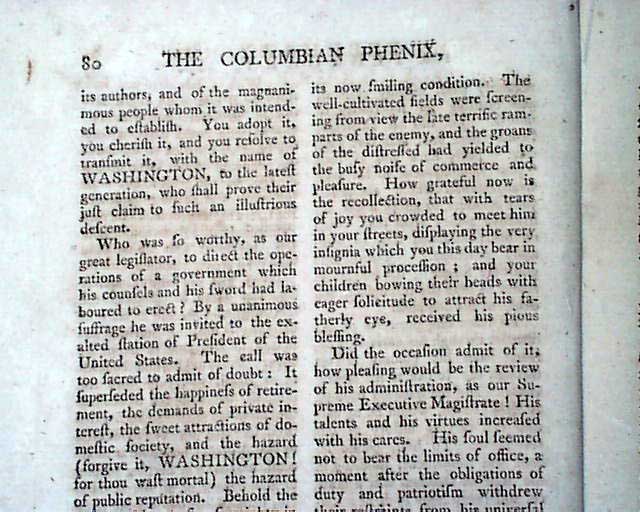 80
THE COLUMBIAN PHENIX,
its authors, and of the magnani-
mous people whom it was intend-
ed to eſtabliſh. You adopt it,
you cheriſh it, and you reſolve to
tranſmit it, with the name of
WASHINGTON, to the lateſt
generation, who ſhall prove their
juſt claim to ſuch an illuſtrious
deſcent.
Who was ſo worthy, as our
great legiſlator, to direct the ope-
rations of a government which
his counſels and his ſword had la-
boured to erect? By a unanimous
ſuffrage he was invited to the ex-
alted ſtation of Preſident of the
United States. The call was
too ſacred to admit of doubt: It
ſuperſeded the happineſs of retire-
ment, the demands of private in-
tereſt, the ſweet attractions of do-
meſtic ſociety, and the hazard
(forgive it, WASHINGTON!
for thou waſt mortal) the hazard
of public reputation. Behold the
its now ſmiling condition. The
well-cultivated fields were ſcreen-
ing from view the late terrific ram-
parts of the enemy, and the groans
of the diſtreſſed had yielded to
the buſy noiſe of commerce and
pleaſure. How grateful now is
the recollection, that with tears
of joy you crowded to meet him
in your ſtreets, diſplaying the very
inſignia which you this day bear in
mournful proceſſion; and your
children bowing their heads with
eager ſolicitude to attract his fa-
therly eye, received his pious
bleſſing.
Did the occaſion admit of it,
how pleaſing would be the review
of his adminiſtration, as our Su-
preme Executive Magiſtrate! His
talents and his virtues increaſed
with his cares. His ſoul ſeemed
not to bear the limits of office, a
moment after the obligations of
duty and patriotiſm withdrew
their reſtraints from his univerſal